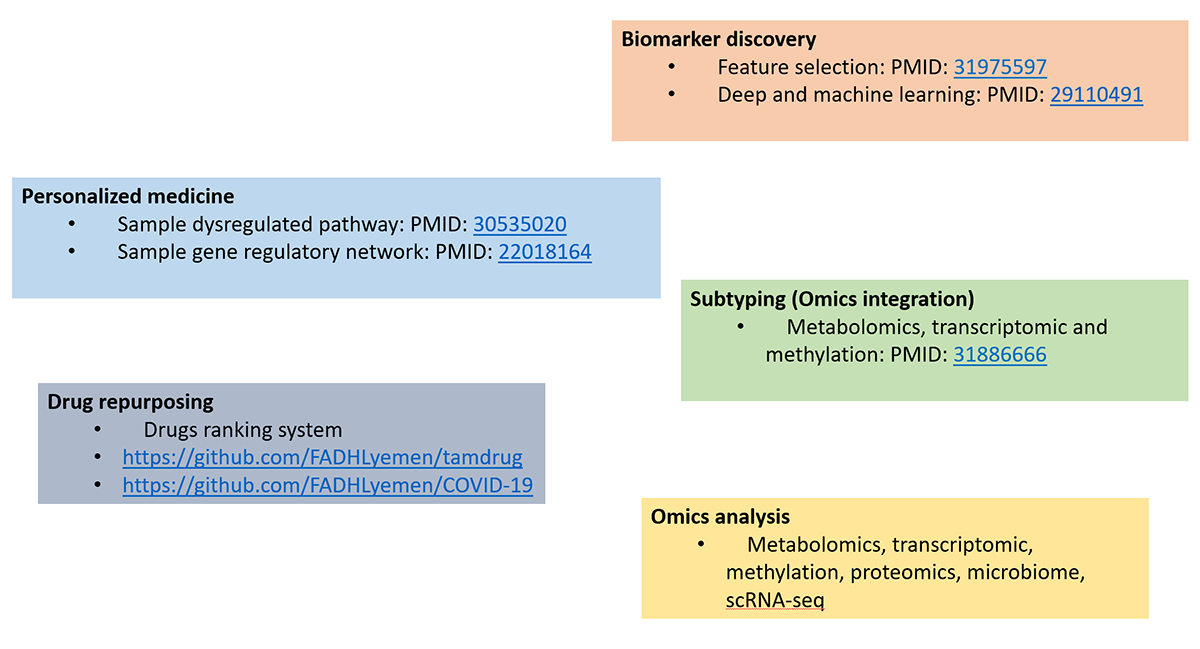 Biomarker discovery
• Feature selection: PMID: 31975597
• Deep and machine learning: PMID: 29110491
Personalized medicine
• Sample dysregulated pathway: PMID: 30535020
• Sample gene regulatory network: PMID: 22018164
Subtyping (Omics integration)
• Metabolomics, transcriptomic and
methylation: PMID: 31886666
Drug repurposing
• Drugs ranking system
• https://github.com/FADHLyemen/tamdrug
• https://github.com/FADHLyemen/COVID-19
Omics analysis
• Metabolomics, transcriptomic,
methylation, proteomics, microbiome,
scRNA-seq